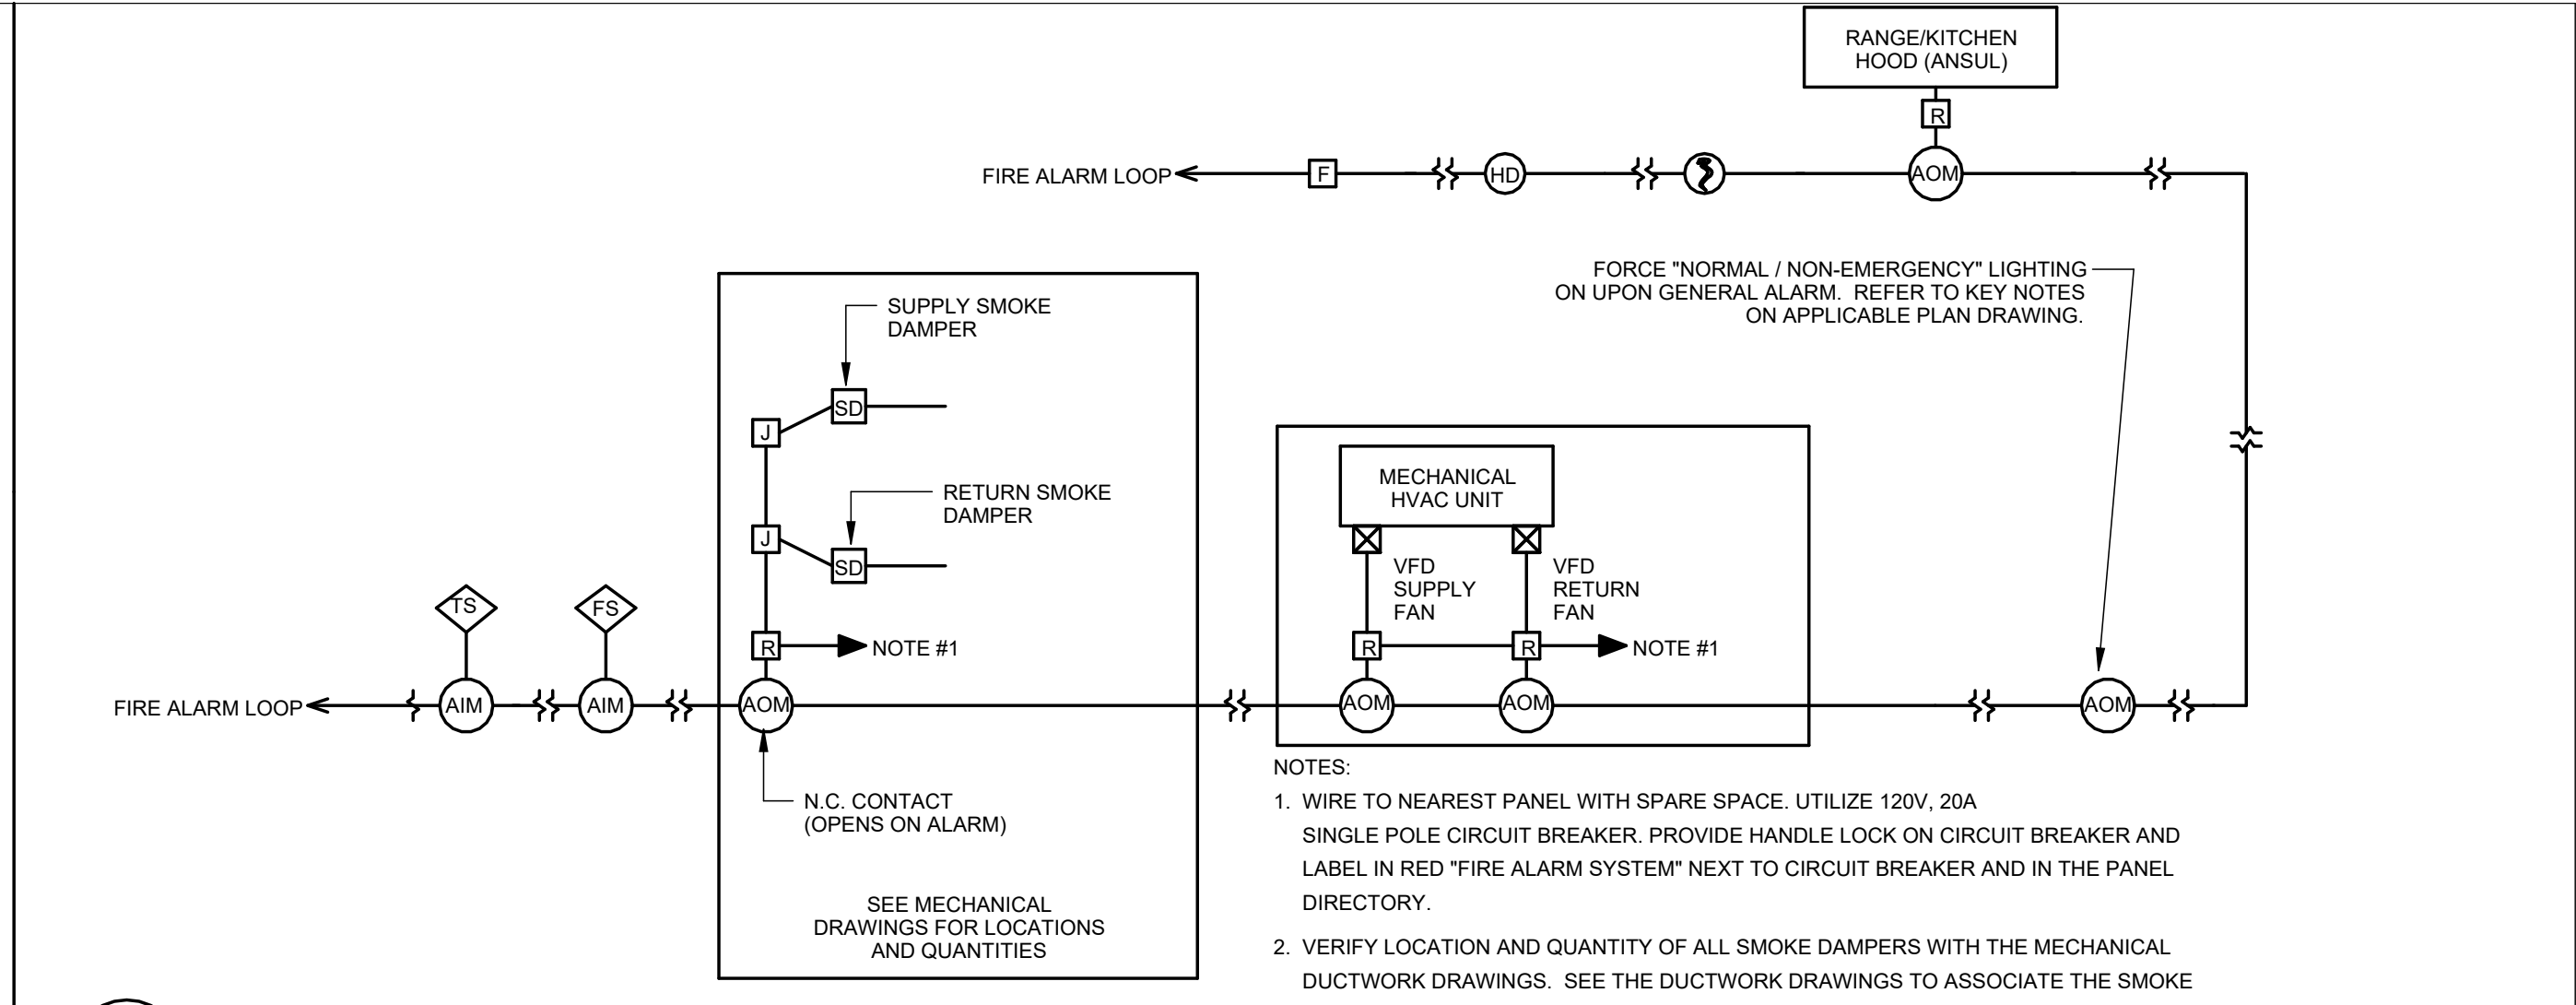 RANGE/KITCHEN
HOOD (ANSUL)
R
FIRE ALARM LOOP
F
HD
AOM
FORCE "NORMAL / NON-EMERGENCY" LIGHTING
ON UPON GENERAL ALARM. REFER TO KEY NOTES
ON APPLICABLE PLAN DRAWING.
SUPPLY SMOKE
DAMPER
SD
J
RETURN SMOKE
DAMPER
J
SD
MECHANICAL
HVAC UNIT
VFD
SUPPLY
FAN
VFD
RETURN
FAN
TS
FS
R
NOTE #1
R
R
NOTE #1
FIRE ALARM LOOP
AIM
AIM
AOM
AOM
AOM
AOM
N.C. CONTACT
(OPENS ON ALARM)
SEE MECHANICAL
DRAWINGS FOR LOCATIONS
AND QUANTITIES
NOTES:
1. WIRE TO NEAREST PANEL WITH SPARE SPACE. UTILIZE 120V, 20A
SINGLE POLE CIRCUIT BREAKER. PROVIDE HANDLE LOCK ON CIRCUIT BREAKER AND
LABEL IN RED "FIRE ALARM SYSTEM" NEXT TO CIRCUIT BREAKER AND IN THE PANEL
DIRECTORY.
2. VERIFY LOCATION AND QUANTITY OF ALL SMOKE DAMPERS WITH THE MECHANICAL
DUCTWORK DRAWINGS. SEE THE DUCTWORK DRAWINGS TO ASSOCIATE THE SMOKE